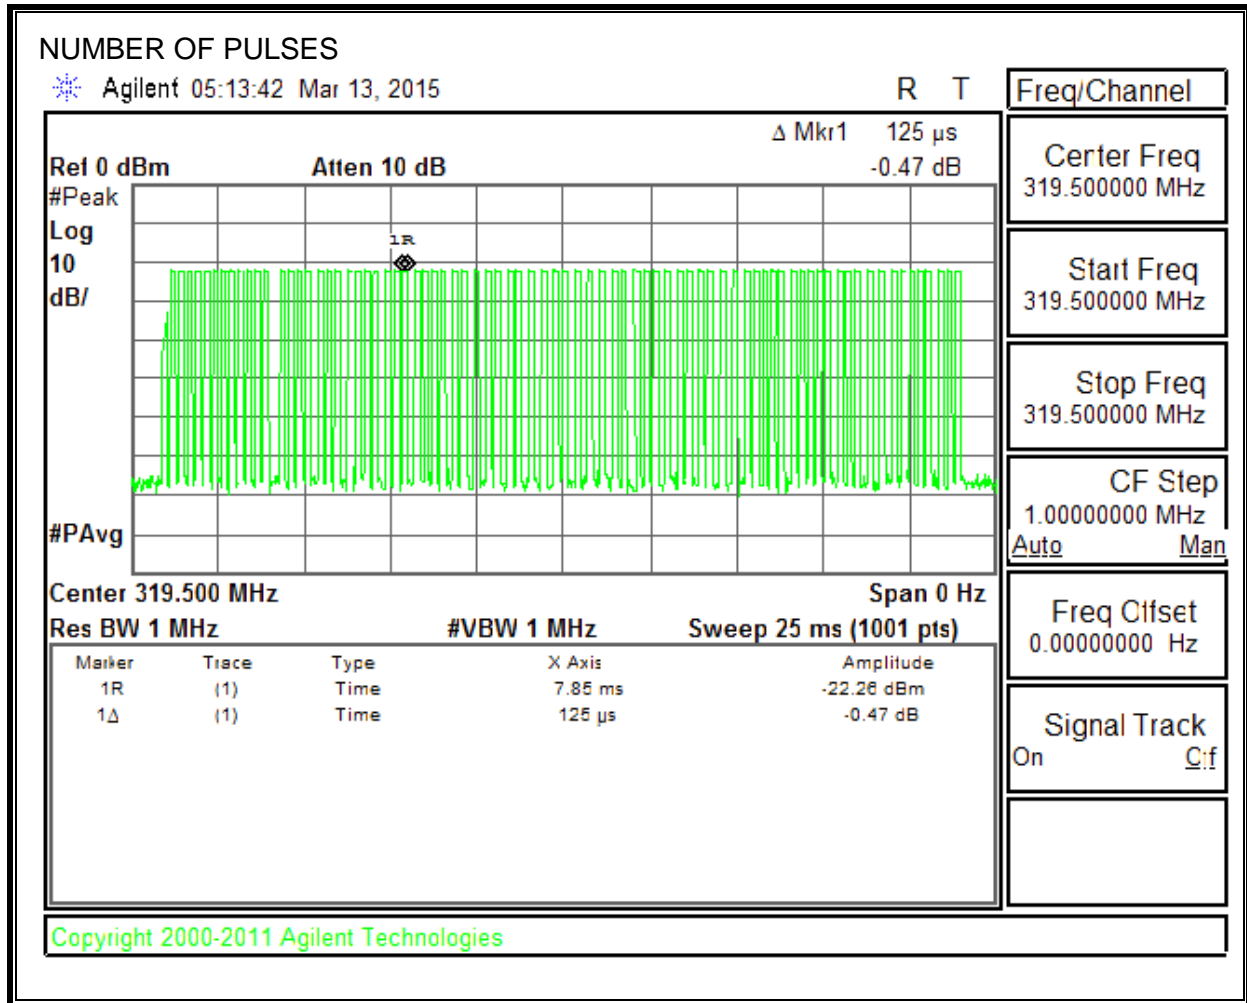 NUMBER OF PULSES
Agilent 05:13:42 Mar 13, 2015 R T
Δ Mkr1 125 µs
Ref 0 dBm Atten 10 dB -0.47 dB
#Peak
Log
10
dB/
1R
#PAvg
Center 319.500 MHz Span 0 Hz
Res BW 1 MHz #VBW 1 MHz Sweep 25 ms (1001 pts)
Marker Trace Type X Axis Amplitude
1R (1) Time 7.85 ms -22.26 dBm
1Δ (1) Time 125 µs -0.47 dB
Freq/Channel
Center Freq
319.500000 MHz
Start Freq
319.500000 MHz
Stop Freq
319.500000 MHz
CF Step
1.00000000 MHz
Auto Man
Freq Offset
0.00000000 Hz
Signal Track
On Off
Copyright 2000-2011 Agilent Technologies